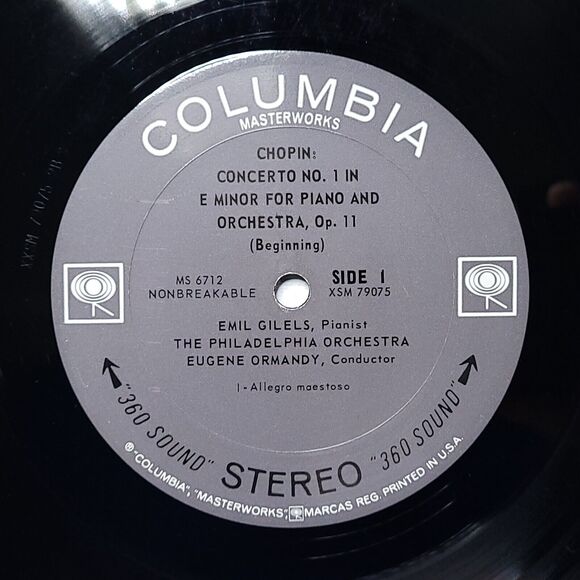 COLUMBIA
MASTERWORKS
CHOPIN:
CONCERTO NO. 1 IN
E MINOR FOR PIANO AND
ORCHESTRA, Op. 11
(Beginning)
MS 6712
NONBREAKABLE
SIDE 1
XSM 79075
EMIL GILELS, Pianist
THE PHILADELPHIA ORCHESTRA
EUGENE ORMANDY, Conductor
I - Allegro maestoso
"360 SOUND" STEREO "360 SOUND"
® "COLUMBIA", "MASTERWORKS", MARCAS REG. PRINTED IN U.S.A.